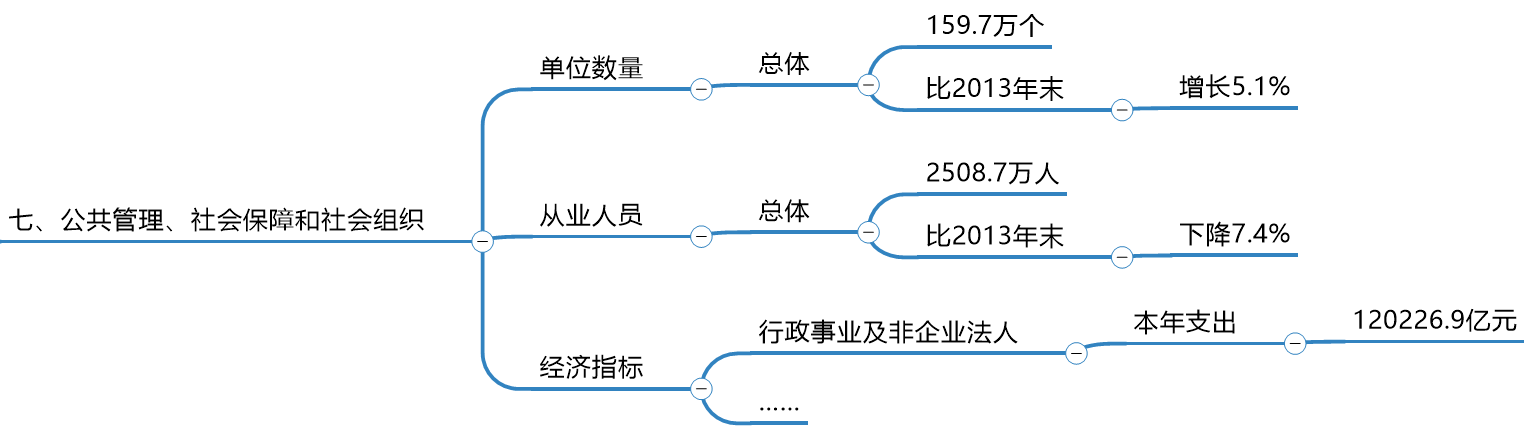 七、公共管理、社会保障和社会组织
单位数量
总体
159.7万个
比2013年末
增长5.1%
从业人员
总体
2508.7万人
比2013年末
下降7.4%
经济指标
行政事业及非企业法人
本年支出
120226.9亿元
……